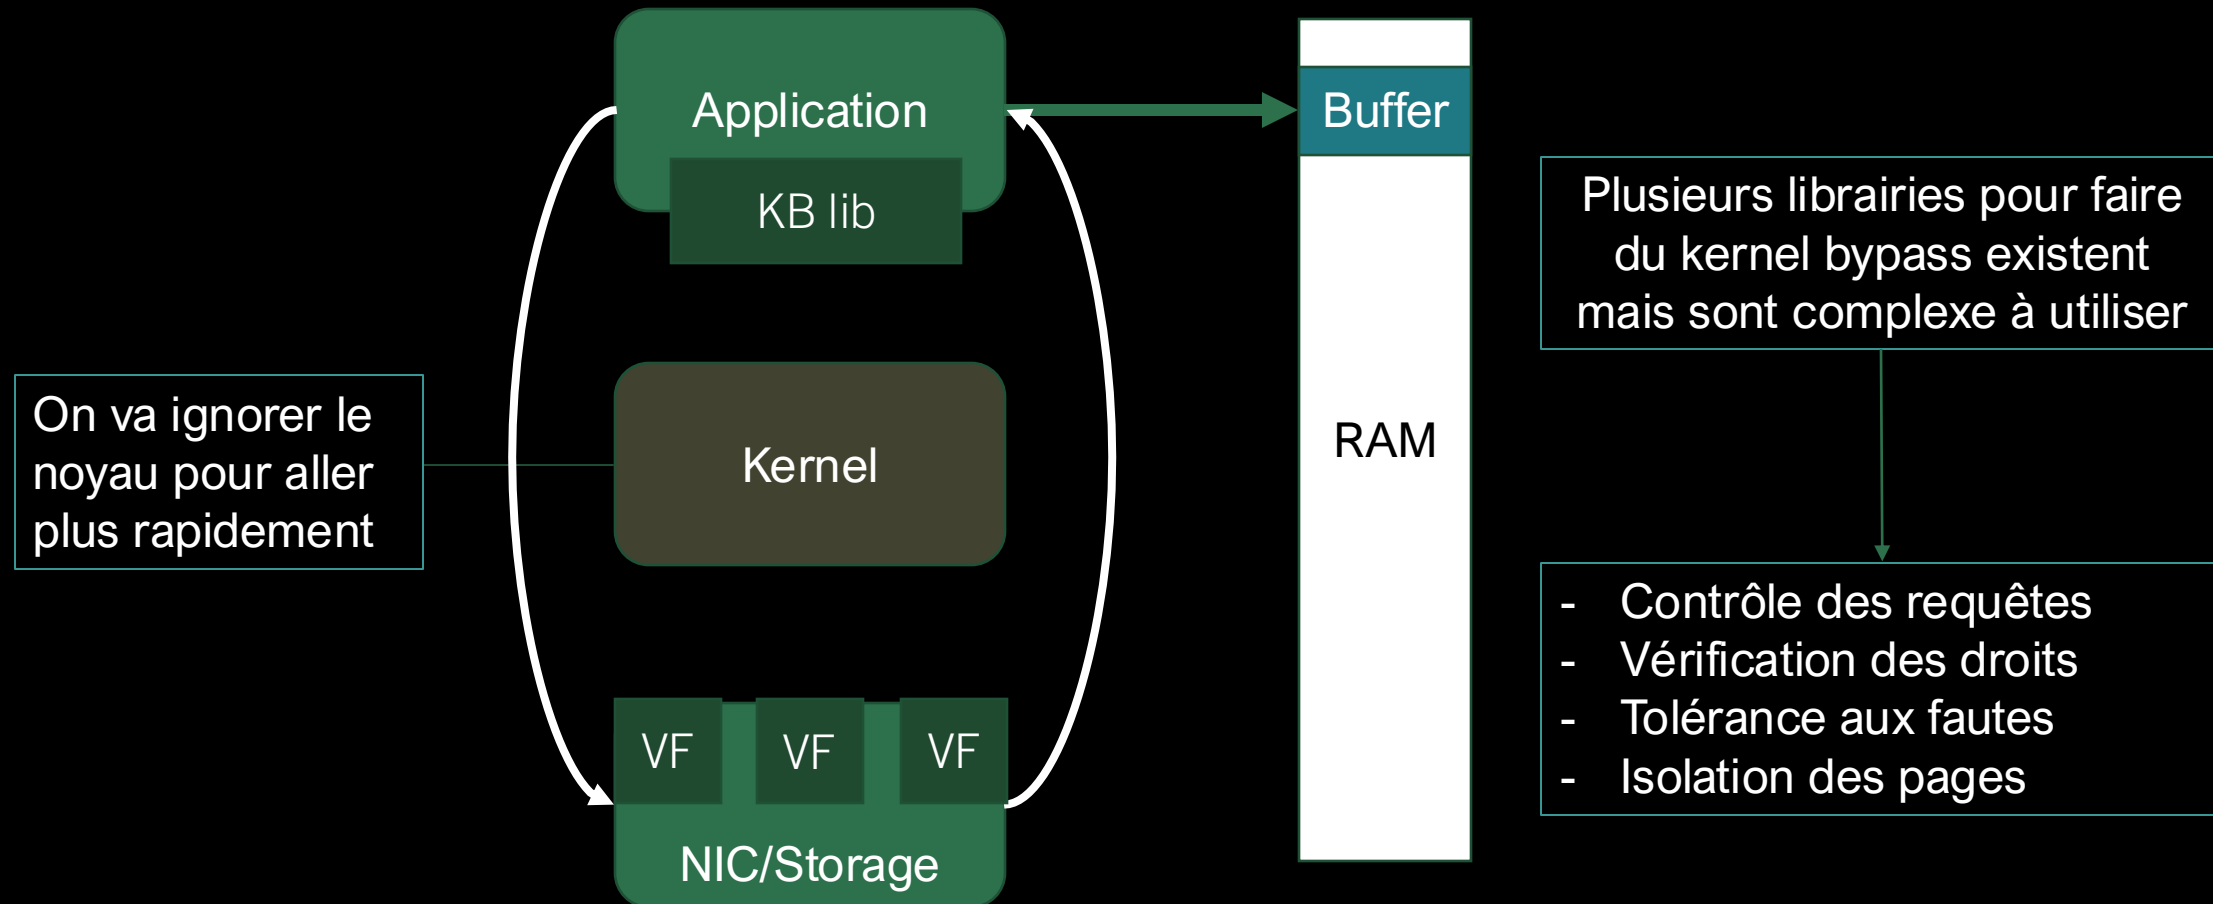 Application
KB lib
Buffer
Plusieurs librairies pour faire
du kernel bypass existent
mais sont complexe à utiliser
On va ignorer le
noyau pour aller
plus rapidement
Kernel
RAM
- Contrôle des requêtes
- Vérification des droits
- Tolérance aux fautes
- Isolation des pages
VF
VF
VF
NIC/Storage